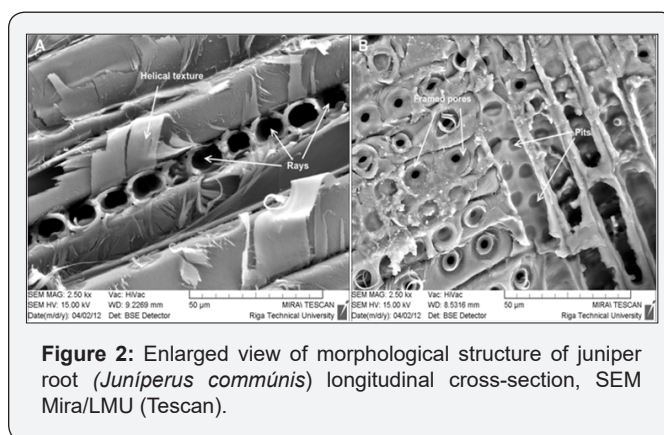 A
Helical texture
Rays
SEM MAG: 2.50 kx
Vac: HiVac
SEM HV: 15.00 kV
WD: 9.2269 mm
50 µm
MIRA\ TESCAN
Date(m/d/y): 04/02/12
Det: BSE Detector
Riga Technical University
B
Framed pores
Pits
SEM MAG: 2.50 kx
Vac: HiVac
SEM HV: 15.00 kV
WD: 8.5316 mm
50 µm
MIRA\ TESCAN
Date(m/d/y): 04/02/12
Det: BSE Detector
Riga Technical University
Figure 2: Enlarged view of morphological structure of juniper
root (Juníperus commúnis) longitudinal cross-section, SEM
Mira/LMU (Tescan).